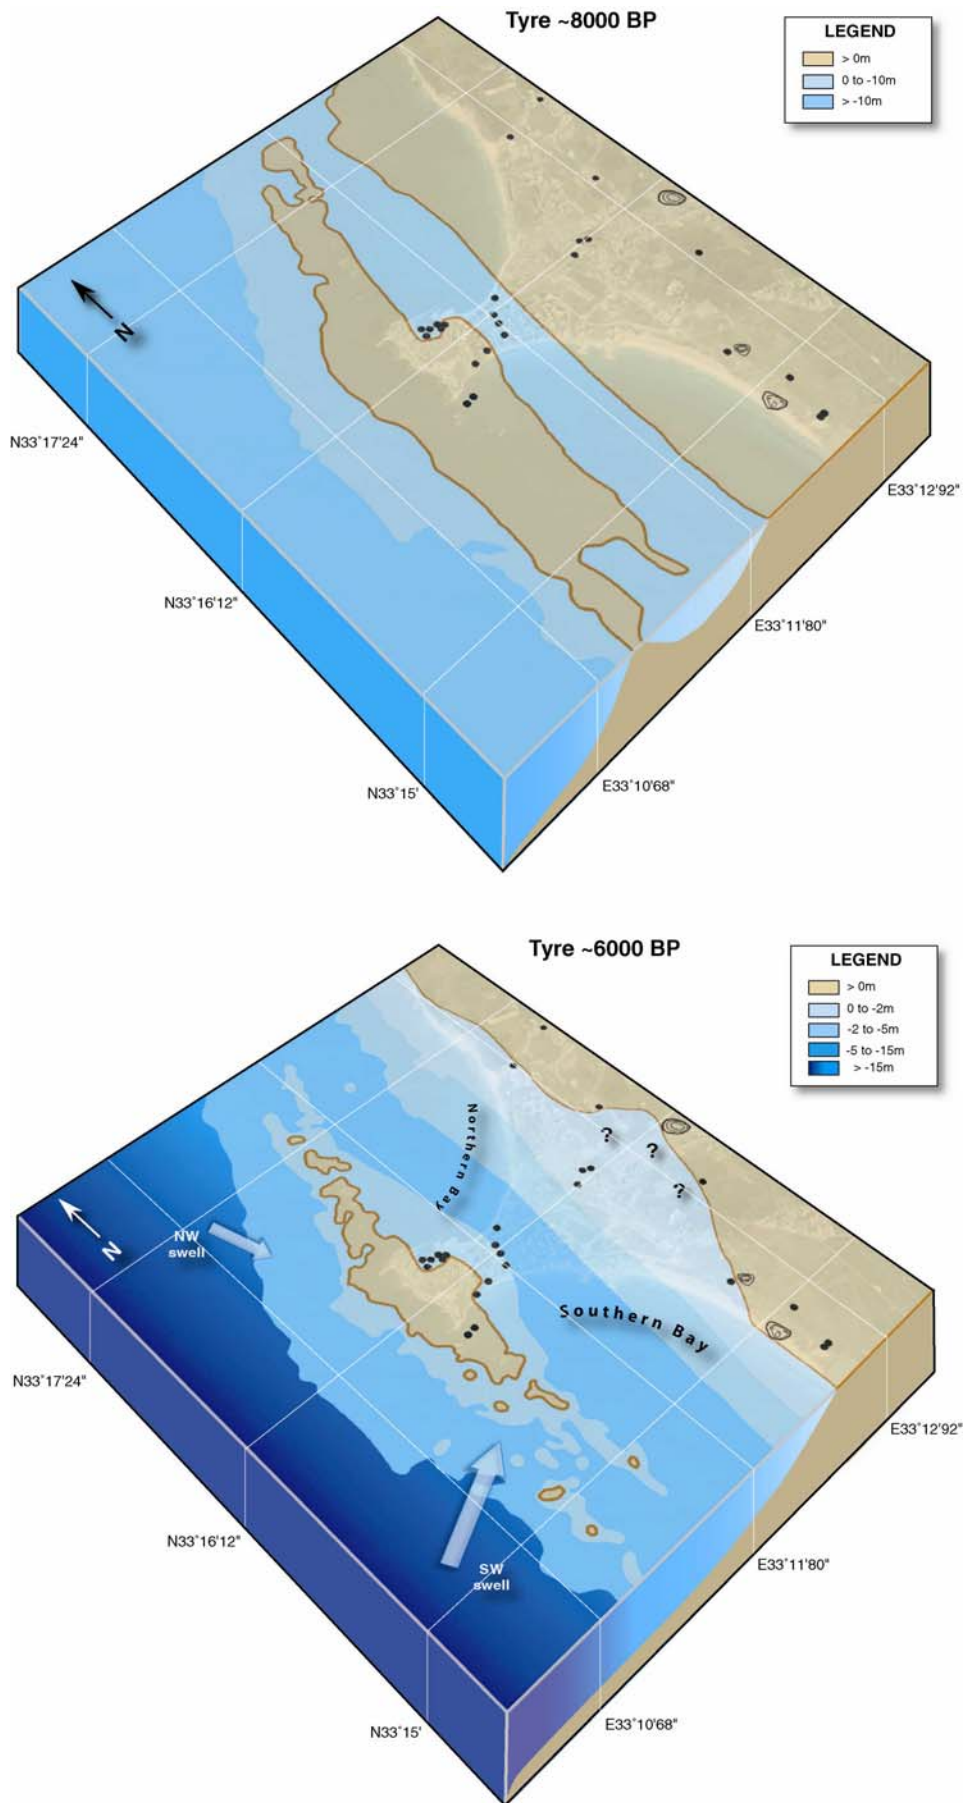 Tyre ~8000 BP
LEGEND
> 0m
0 to -10m
> -10m
N
N33°17'24"
N33°16'12"
N33°15'
E33°12'92"
E33°11'80"
E33°10'68"
Tyre ~6000 BP
LEGEND
> 0m
0 to -2m
-2 to -5m
-5 to -15m
> -15m
Northern Bay
?
?
?
N
NW
swell
Southern Bay
SW
swell
N33°17'24"
N33°16'12"
N33°15'
E33°12'92"
E33°11'80"
E33°10'68"